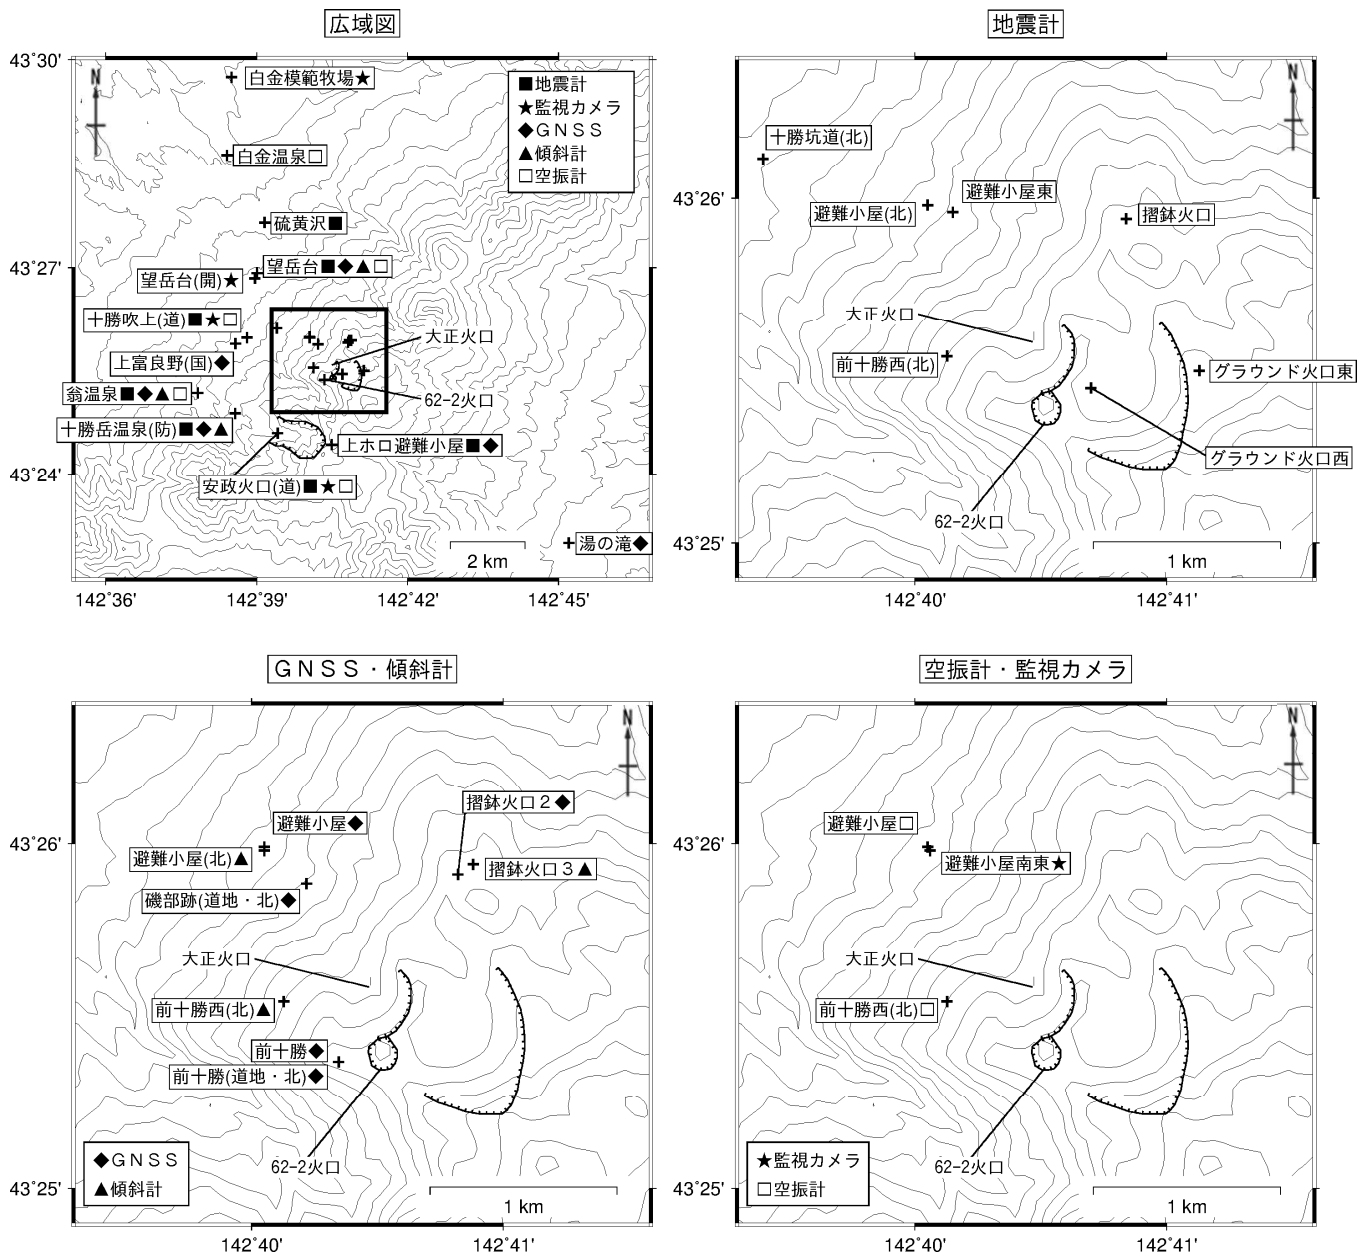 広域図
43°30'
43°27'
43°24'
142°36'
142°39'
142°42'
142°45'
N
■地震計
★監視カメラ
◆GNSS
▲傾斜計
□空振計
白金模範牧場★
白金温泉□
硫黄沢■
望岳台■◆▲□
望岳台(開)★
十勝吹上(道)■★□
上富良野(国)◆
翁温泉■◆▲□
十勝岳温泉(防)■◆▲
大正火口
62-2火口
上ホロ避難小屋■◆
安政火口(道)■★□
湯の滝◆
2 km
地震計
N
43°26'
43°25'
142°40'
142°41'
十勝坑道(北)
避難小屋東
避難小屋(北)
摺鉢火口
大正火口
前十勝西(北)
グラウンド火口東
グラウンド火口西
62-2火口
1 km
GNSS・傾斜計
N
43°26'
43°25'
142°40'
142°41'
摺鉢火口2◆
避難小屋◆
避難小屋(北)▲
摺鉢火口3▲
磯部跡(道地・北)◆
大正火口
前十勝西(北)▲
前十勝◆
前十勝(道地・北)◆
62-2火口
◆GNSS
▲傾斜計
1 km
空振計・監視カメラ
N
43°26'
43°25'
142°40'
142°41'
避難小屋□
避難小屋南東★
大正火口
前十勝西(北)□
62-2火口
★監視カメラ
□空振計
1 km